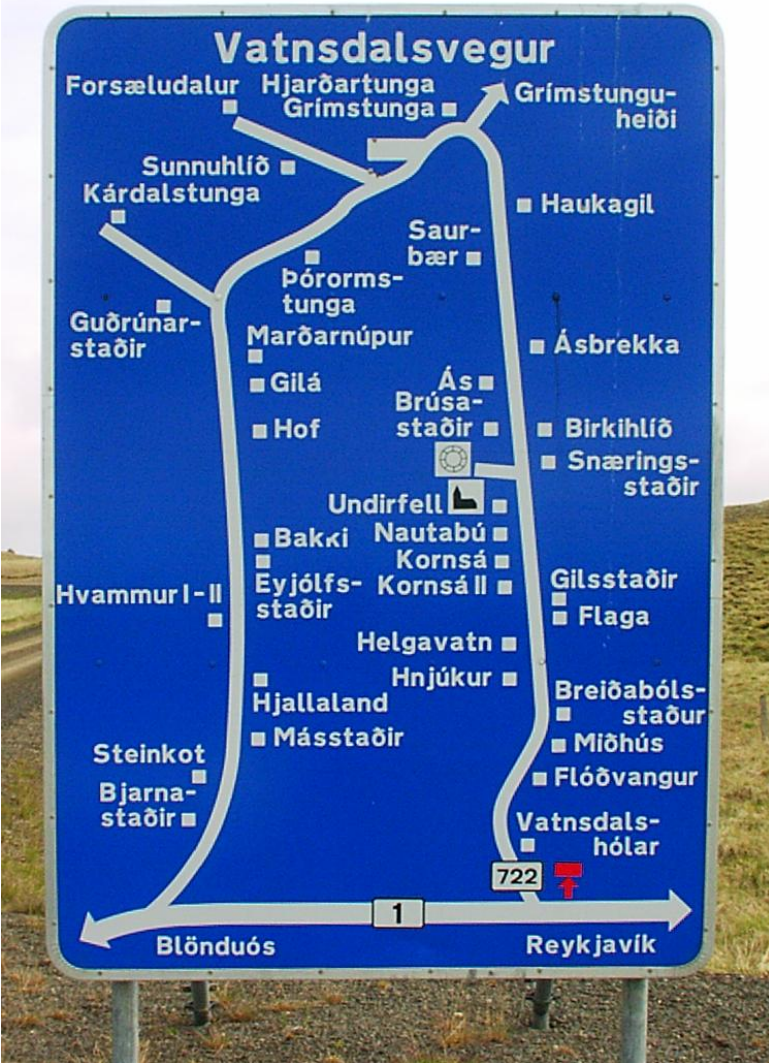 Vatnsdalsvegur
Forsæludalur
Hjarðartunga
Grímstunga
Grímstungu-
heiði
Sunnuhlíð
Kárdalstunga
Haukagil
Saur-
bær
Þórorms-
tunga
Guðrúnar-
staðir
Marðarnúpur
Ásbrekka
Gilá
Ás
Brúsa-
staðir
Hof
Birkihlíð
Snærings-
staðir
Undirfell
Nautabú
Bakki
Kornsá
Eyjólfs-
staðir
Kornsá II
Gilsstaðir
Hvammur I-II
Flaga
Helgavatn
Hnjúkur
Hjallaland
Breiðabóls-
staður
Másstaðir
Miðhús
Steinkot
Flóðvangur
Bjarna-
staðir
Vatnsdals-
hólar
722
1
Blönduós
Reykjavík